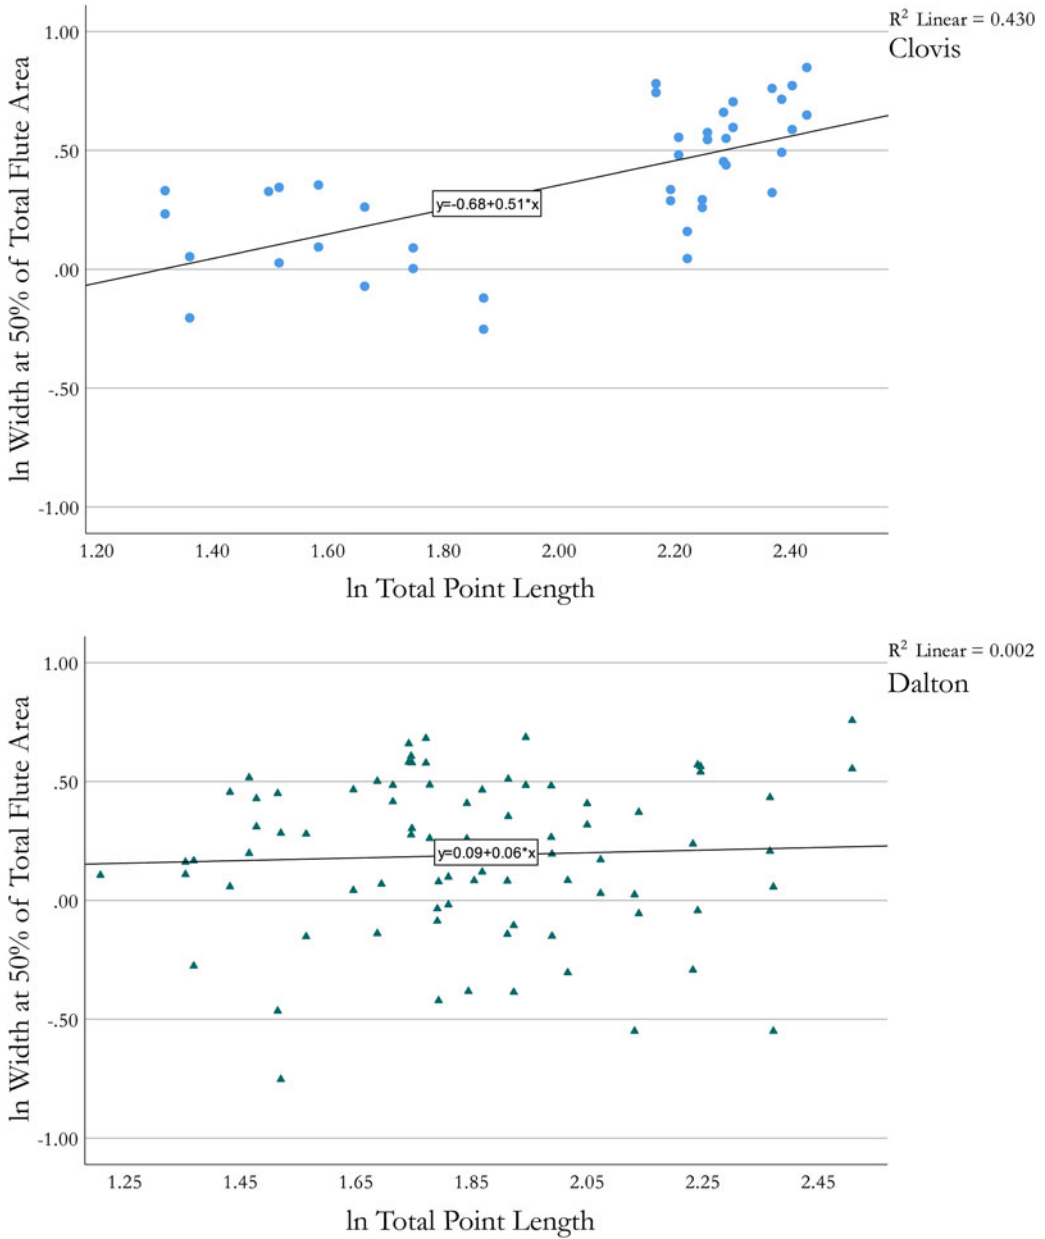 R² Linear = 0.430
Clovis
ln Width at 50% of Total Flute Area
1.00
.50
.00
-.50
-1.00
y=-0.68+0.51*x
1.20 1.40 1.60 1.80 2.00 2.20 2.40
ln Total Point Length
R² Linear = 0.002
Dalton
ln Width at 50% of Total Flute Area
1.00
.50
.00
-.50
-1.00
y=0.09+0.06*x
1.25 1.45 1.65 1.85 2.05 2.25 2.45
ln Total Point Length